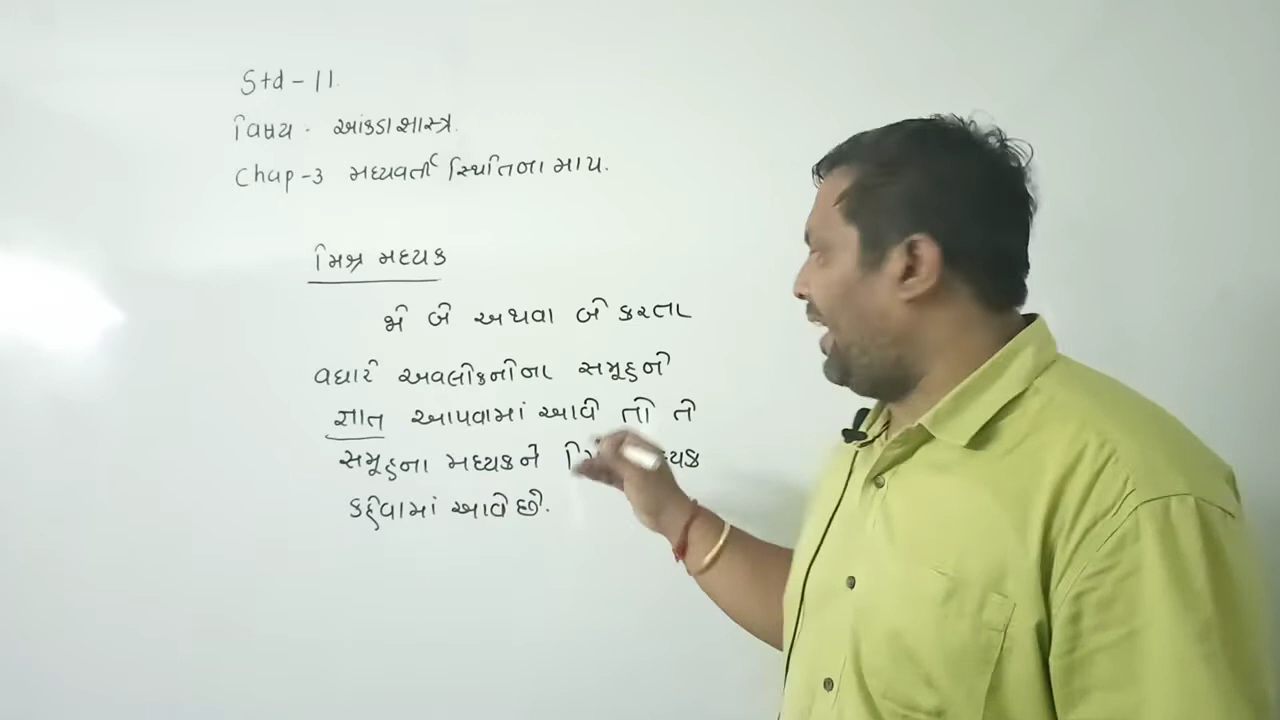 Std - 11.
વિષય - આંકડાશાસ્ત્ર.
Chap - 3 મધ્યવર્તી સ્થિતિના માપ.
મિશ્ર મધ્યક
જો બે અથવા બે કરતા
વધારે અવલોકનોના સમૂહની
જ્ઞાત આપવામાં આવે તો તે
સમૂહના મધ્યકને
કહેવામાં આવે છે.